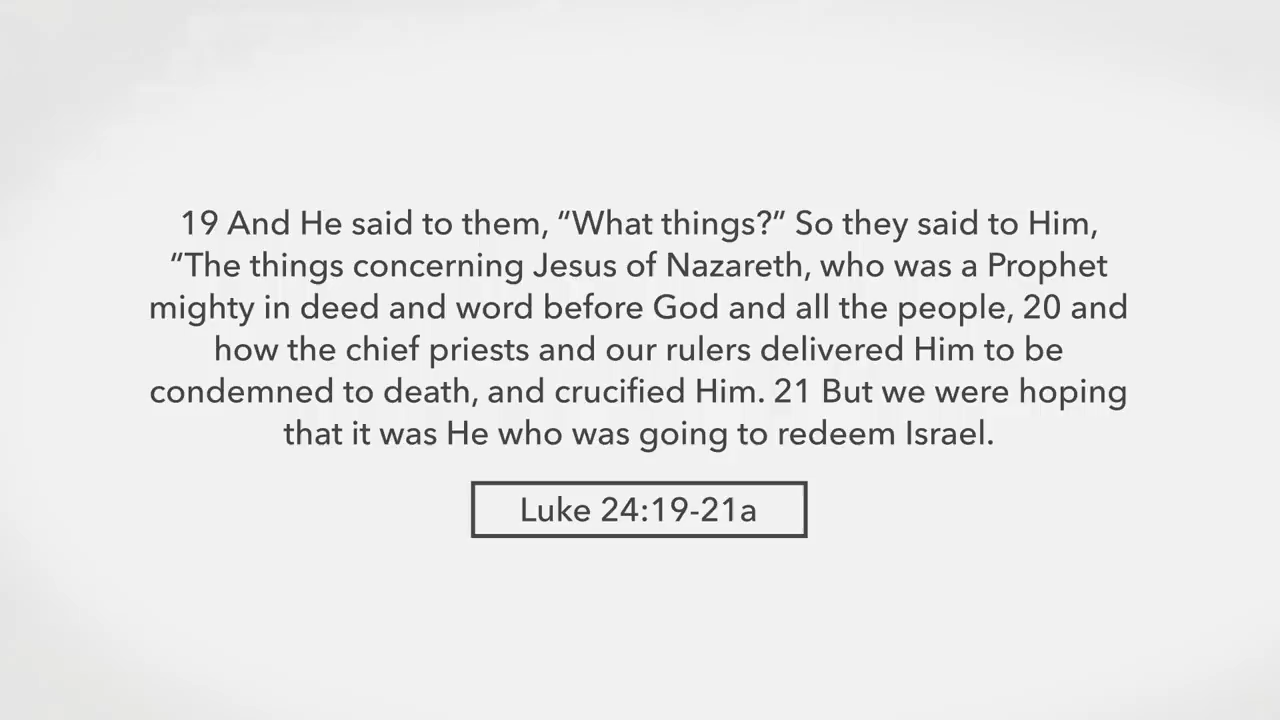 19 And He said to them, “What things?” So they said to Him,
“The things concerning Jesus of Nazareth, who was a Prophet
mighty in deed and word before God and all the people, 20 and
how the chief priests and our rulers delivered Him to be
condemned to death, and crucified Him. 21 But we were hoping
that it was He who was going to redeem Israel.
Luke 24:19-21a